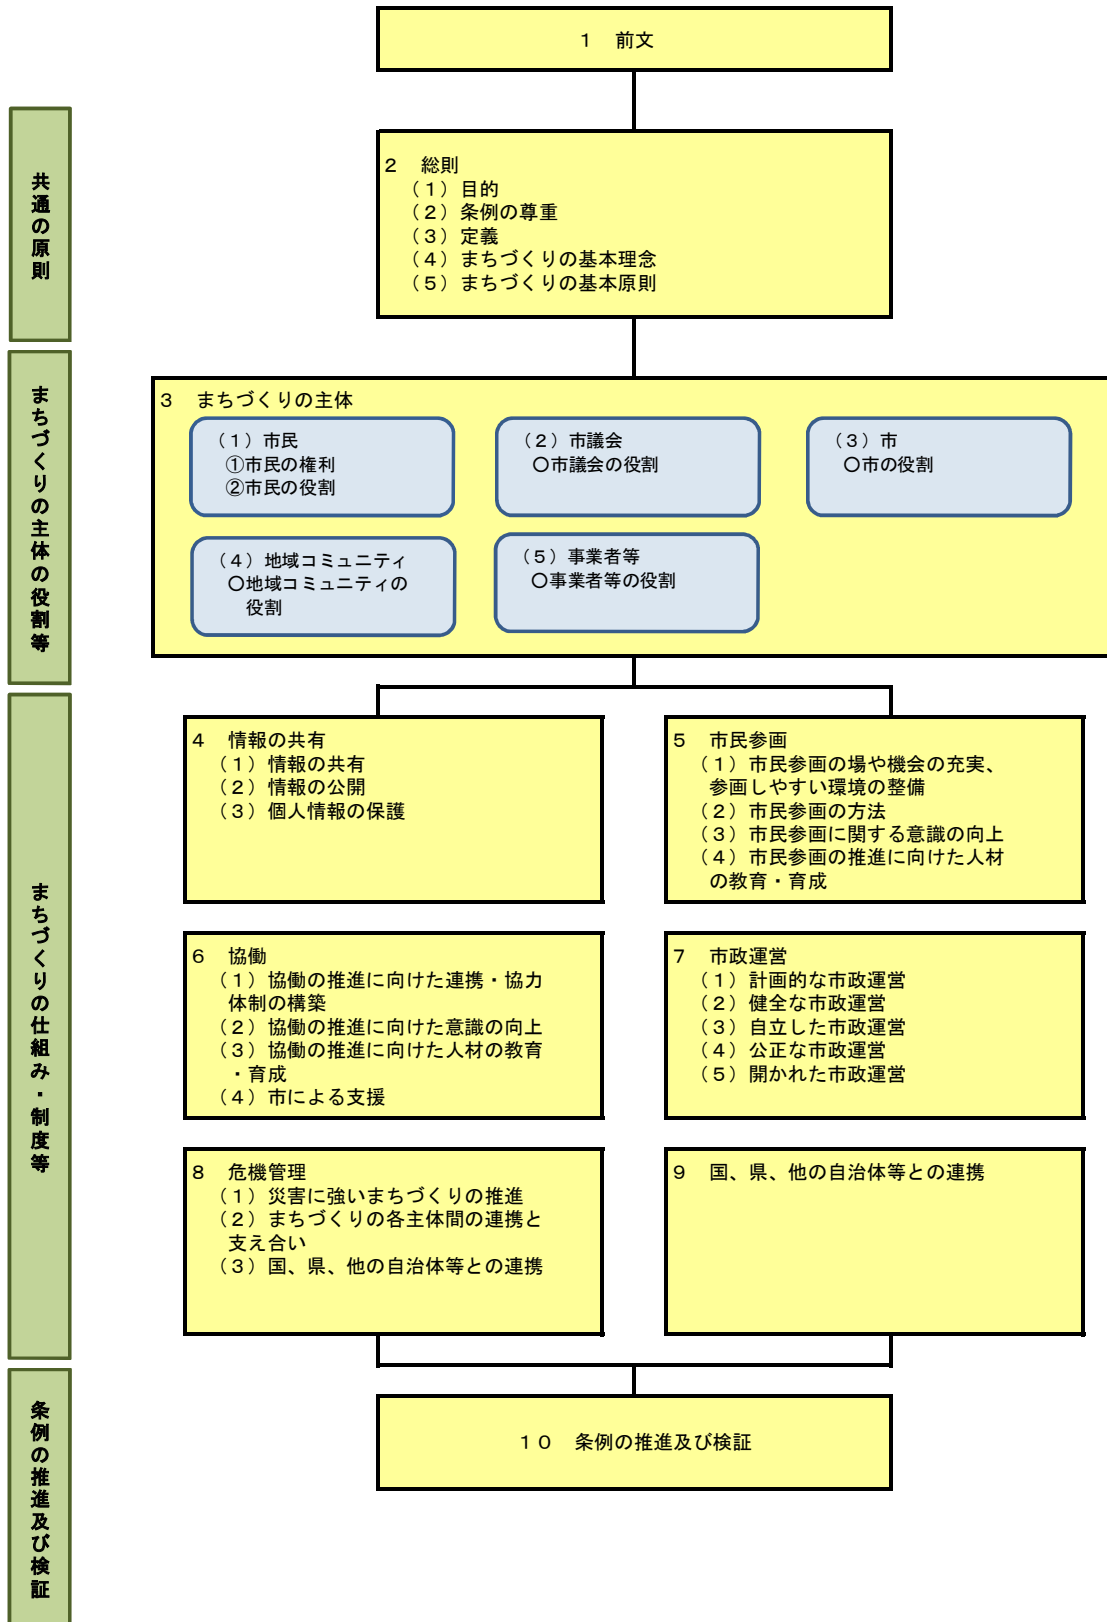 １　前文
共通の原則
２　総則
（１）目的
（２）条例の尊重
（３）定義
（４）まちづくりの基本理念
（５）まちづくりの基本原則
まちづくりの主体の役割等
３　まちづくりの主体
（１）市民
①市民の権利
②市民の役割
（２）市議会
○市議会の役割
（３）市
○市の役割
（４）地域コミュニティ
○地域コミュニティの
役割
（５）事業者等
○事業者等の役割
まちづくりの仕組み・制度等
４　情報の共有
（１）情報の共有
（２）情報の公開
（３）個人情報の保護
５　市民参画
（１）市民参画の場や機会の充実、
参画しやすい環境の整備
（２）市民参画の方法
（３）市民参画に関する意識の向上
（４）市民参画の推進に向けた人材
の教育・育成
６　協働
（１）協働の推進に向けた連携・協力
体制の構築
（２）協働の推進に向けた意識の向上
（３）協働の推進に向けた人材の教育
・育成
（４）市による支援
７　市政運営
（１）計画的な市政運営
（２）健全な市政運営
（３）自立した市政運営
（４）公正な市政運営
（５）開かれた市政運営
８　危機管理
（１）災害に強いまちづくりの推進
（２）まちづくりの各主体間の連携と
支え合い
（３）国、県、他の自治体等との連携
９　国、県、他の自治体等との連携
条例の推進及び検証
１０　条例の推進及び検証